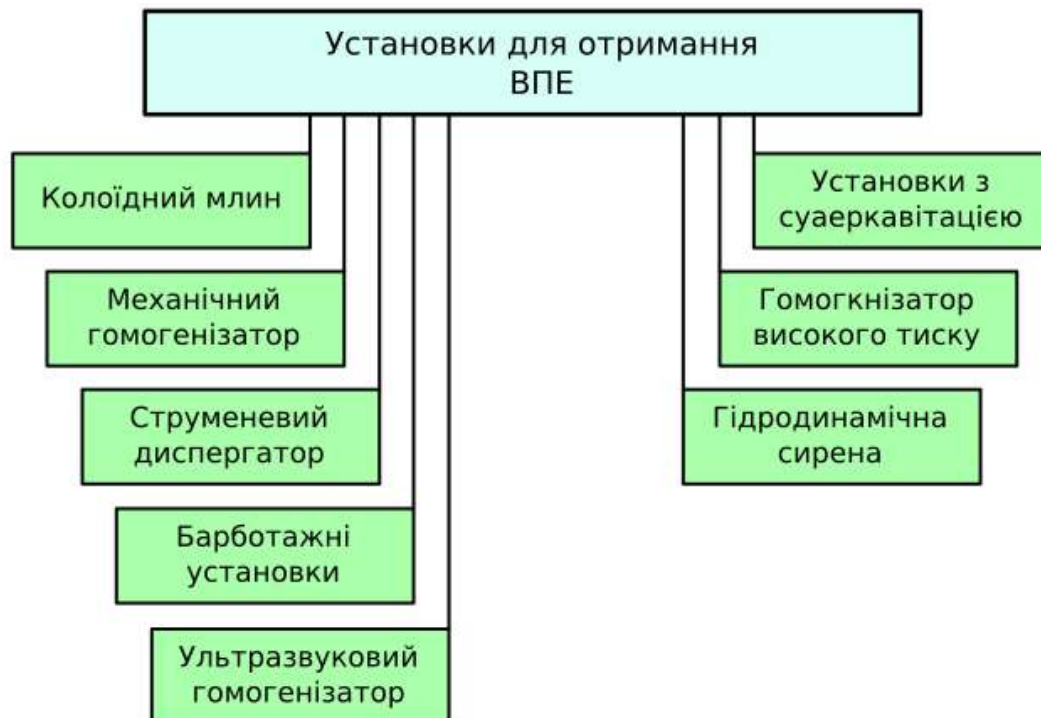 Установки для отримання
ВПЕ
Колоїдний млин
Механічний
гомогенізатор
Струменевий
диспергатор
Барботажні
установки
Ультразвуковий
гомогенізатор
Установки з
суаеркавітацією
Гомогкнізатор
високого тиску
Гідродинамічна
сирена